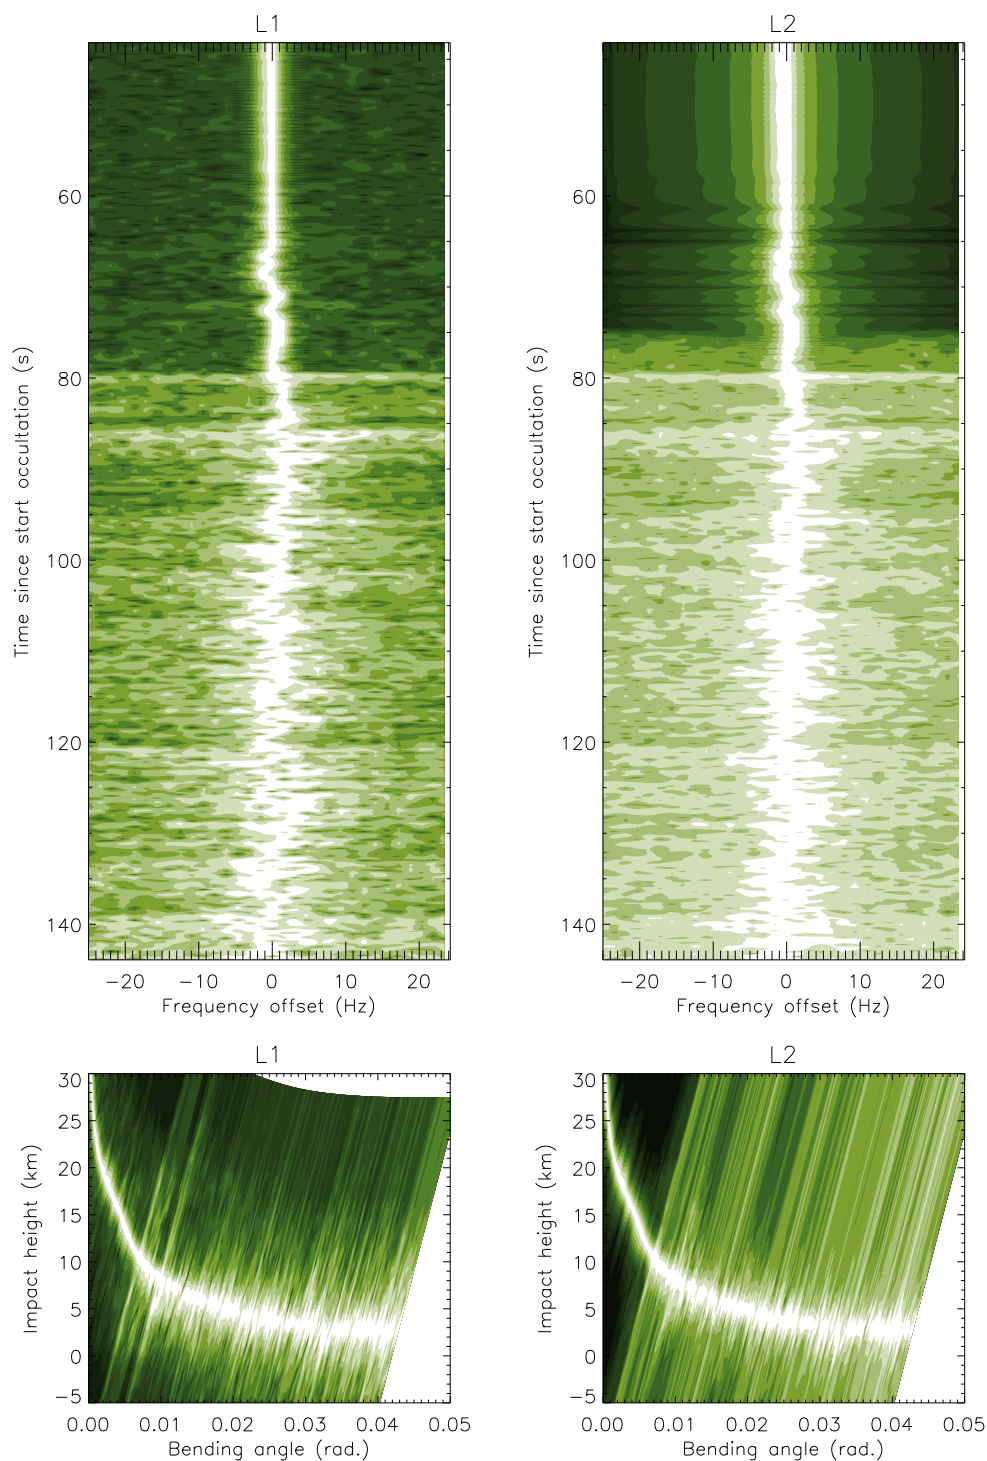 L1 L2
Time since start occultation (s) Time since start occultation (s)
60 60
80 80
100 100
120 120
140 140
−20 −10 0 10 20 −20 −10 0 10 20
Frequency offset (Hz) Frequency offset (Hz)
L1 L2
Impact height (km) Impact height (km)
30 30
25 25
20 20
15 15
10 10
5 5
0 0
−5 −5
0.00 0.01 0.02 0.03 0.04 0.05 0.00 0.01 0.02 0.03 0.04 0.05
Bending angle (rad.) Bending angle (rad.)